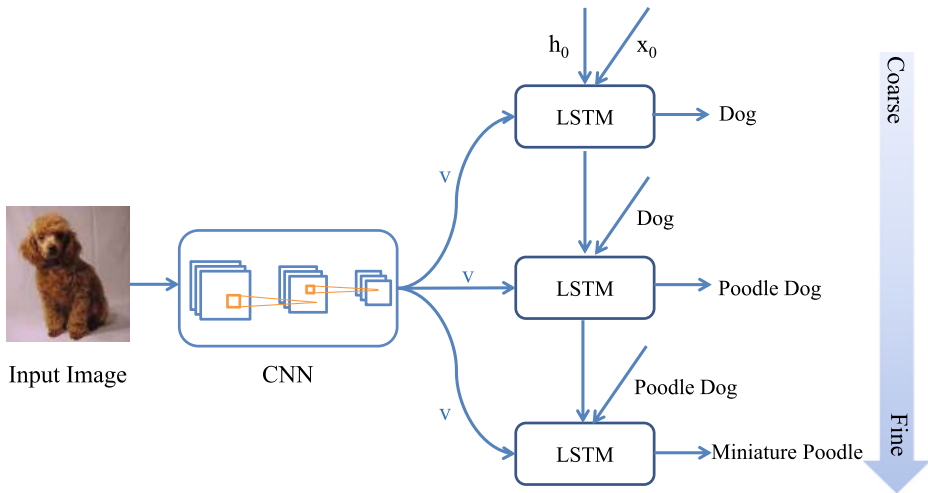 h₀
x₀
LSTM
Dog
Coarse
v
Dog
v
LSTM
Poodle Dog
Input Image
CNN
v
Poodle Dog
LSTM
Miniature Poodle
Fine